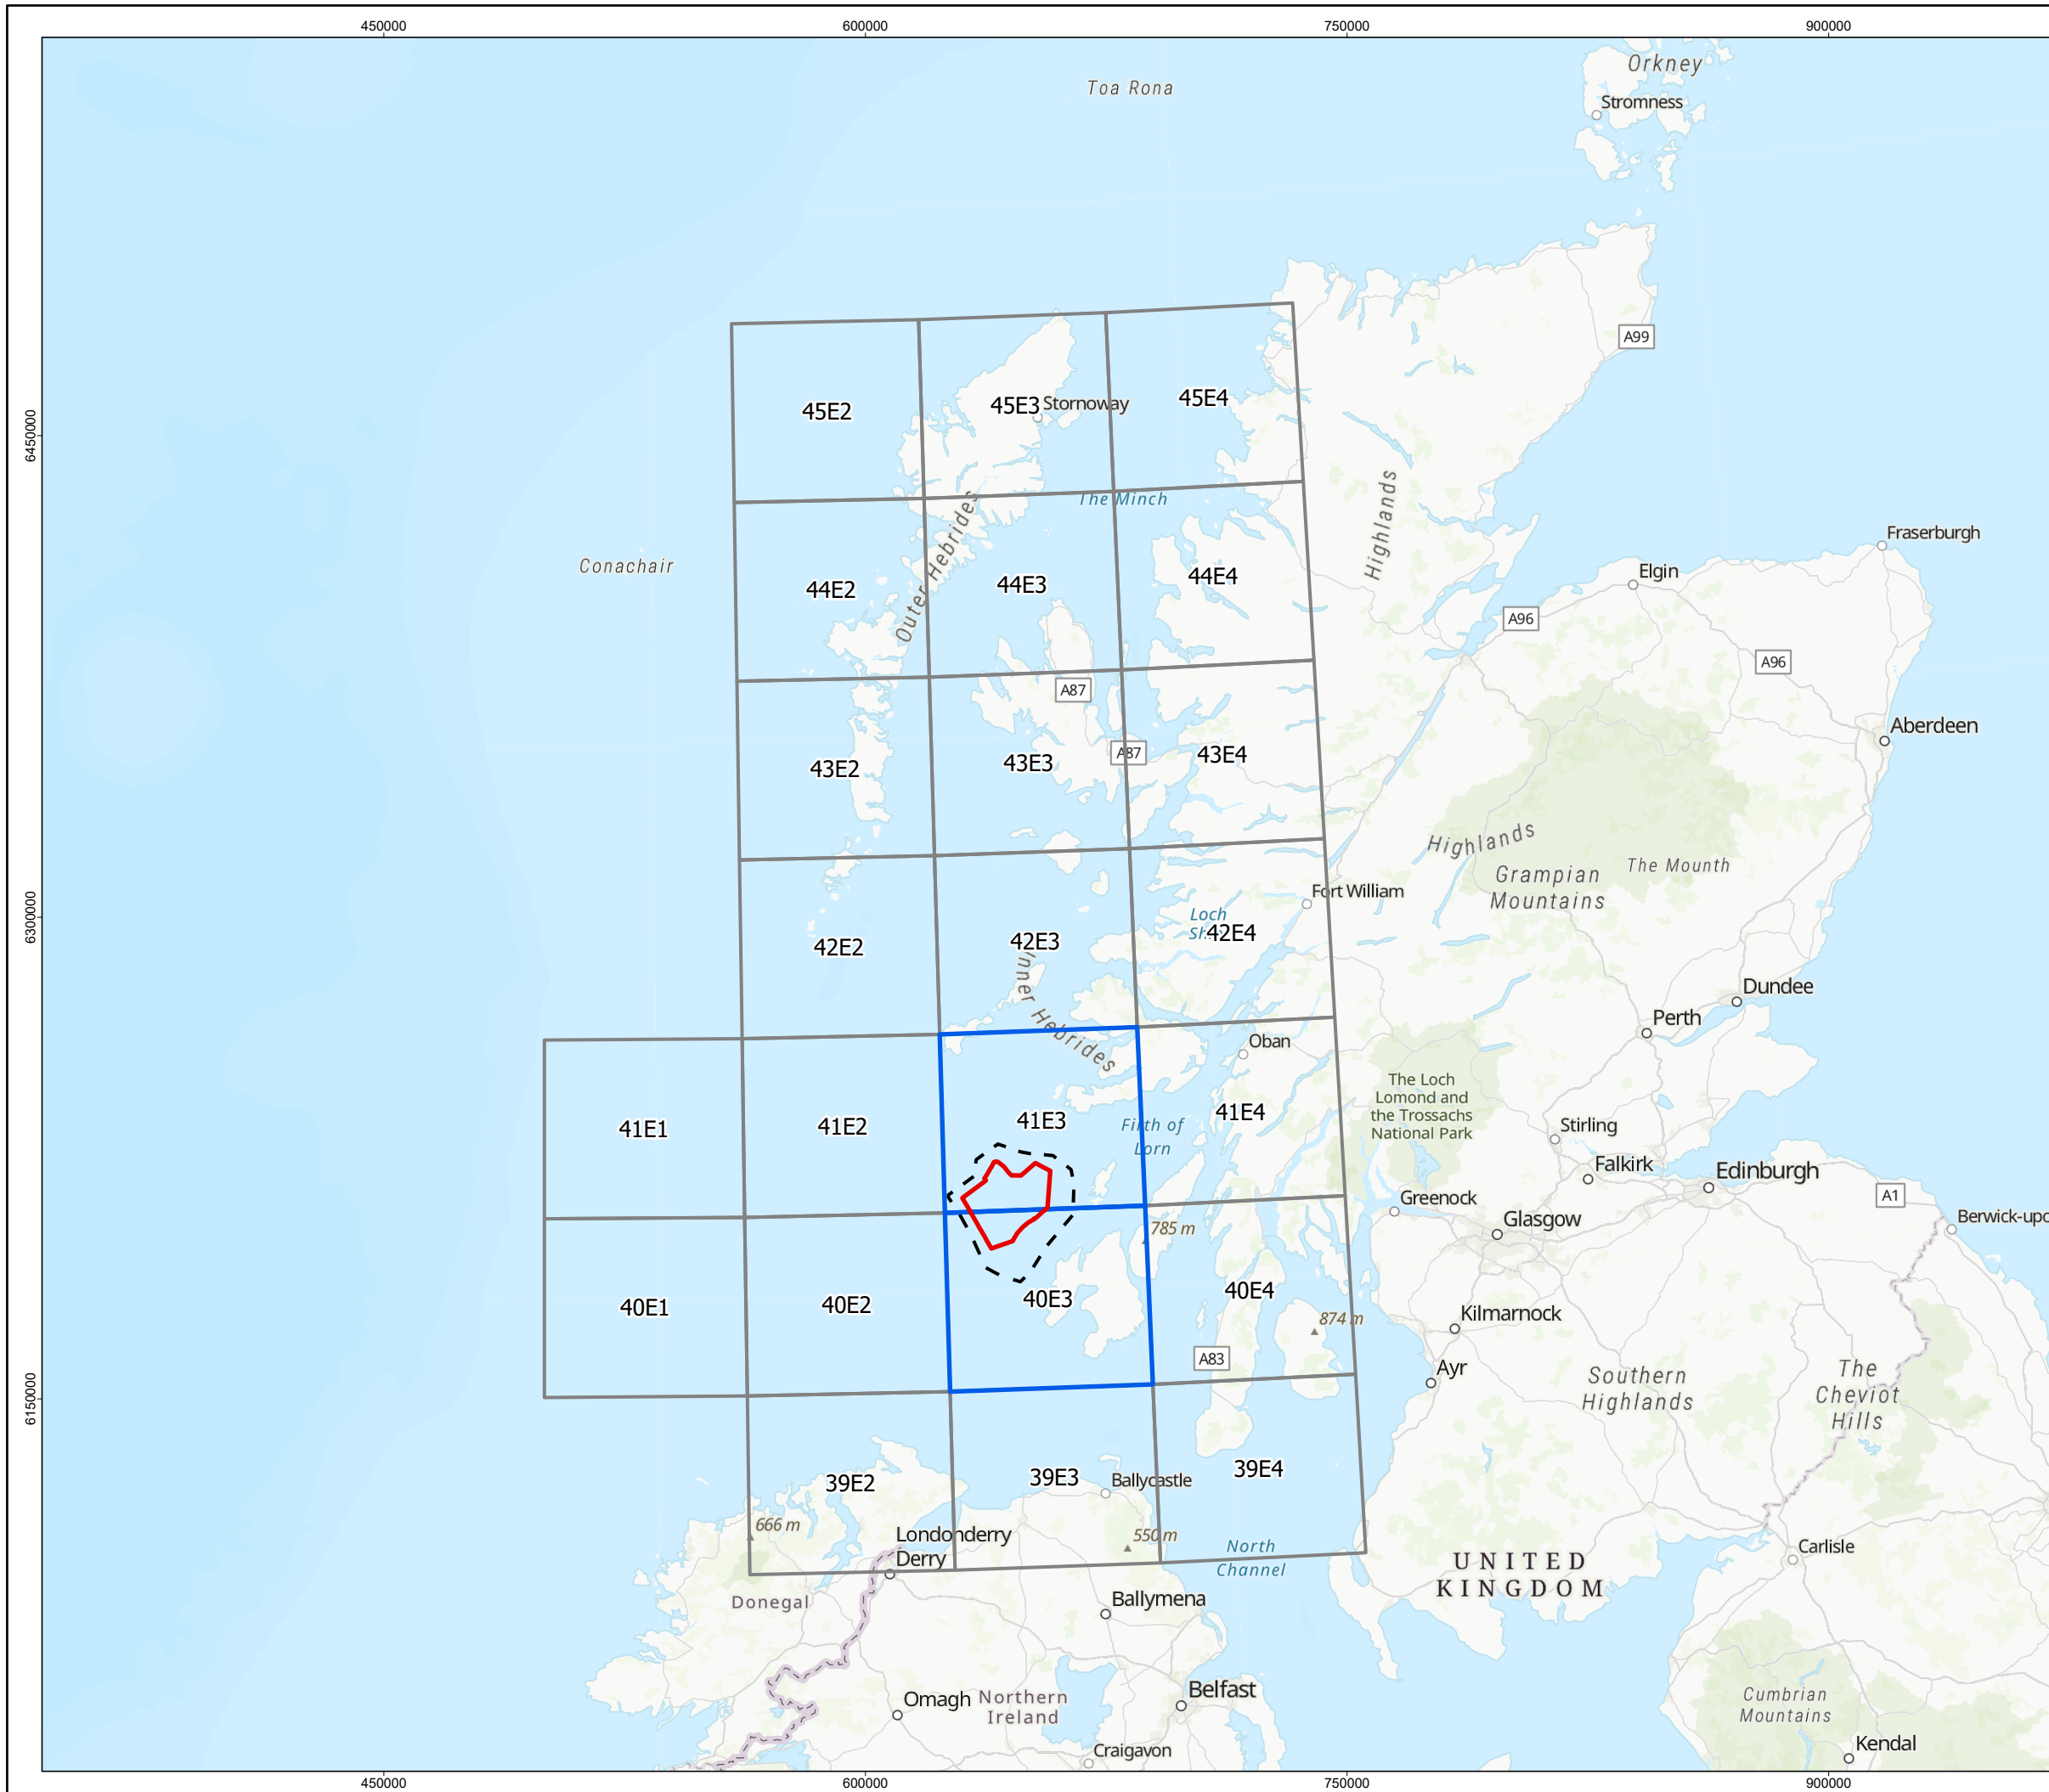 450000
600000
750000
900000
Orkney
Toa Rona
Stromness
A99
45E2
45E3
Stornoway
45E4
6450000
The Minch
Highlands
Outer Hebrides
Fraserburgh
Conachair
44E2
44E3
44E4
Elgin
A96
A96
A87
Aberdeen
43E2
43E3
A87
43E4
Highlands
The Mounth
Grampian
Mountains
Fort William
6300000
Loch
42E2
42E3
42E4
Inner Hebrides
Dundee
Perth
Oban
The Loch
Lomond and
the Trossachs
National Park
41E1
41E2
41E3
Firth of
Lorn
41E4
Stirling
Falkirk
Edinburgh
Greenock
A1
Glasgow
Berwick-upo
785 m
40E1
40E2
40E3
40E4
874 m
Kilmarnock
A83
Ayr
6150000
Southern
Highlands
The
Cheviot
Hills
39E2
39E3
Ballycastle
39E4
666 m
550 m
Londonderry
Derry
North
Channel
Carlisle
UNITED
KINGDOM
Donegal
Ballymena
Omagh
Northern
Ireland
Belfast
Cumbrian
Mountains
Craigavon
Kendal
450000
600000
750000
900000